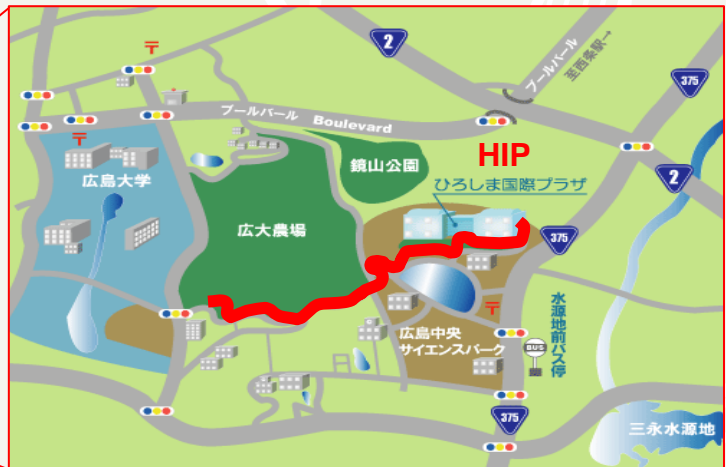 2
プールバール
至西条駅→
375
プールバール Boulevard
HIP
ひろしま国際プラザ
鏡山公園
広島大学
広大農場
2
375
広島中央
サイエンスパーク
水源地前バス停
BUS
375
三永水源地